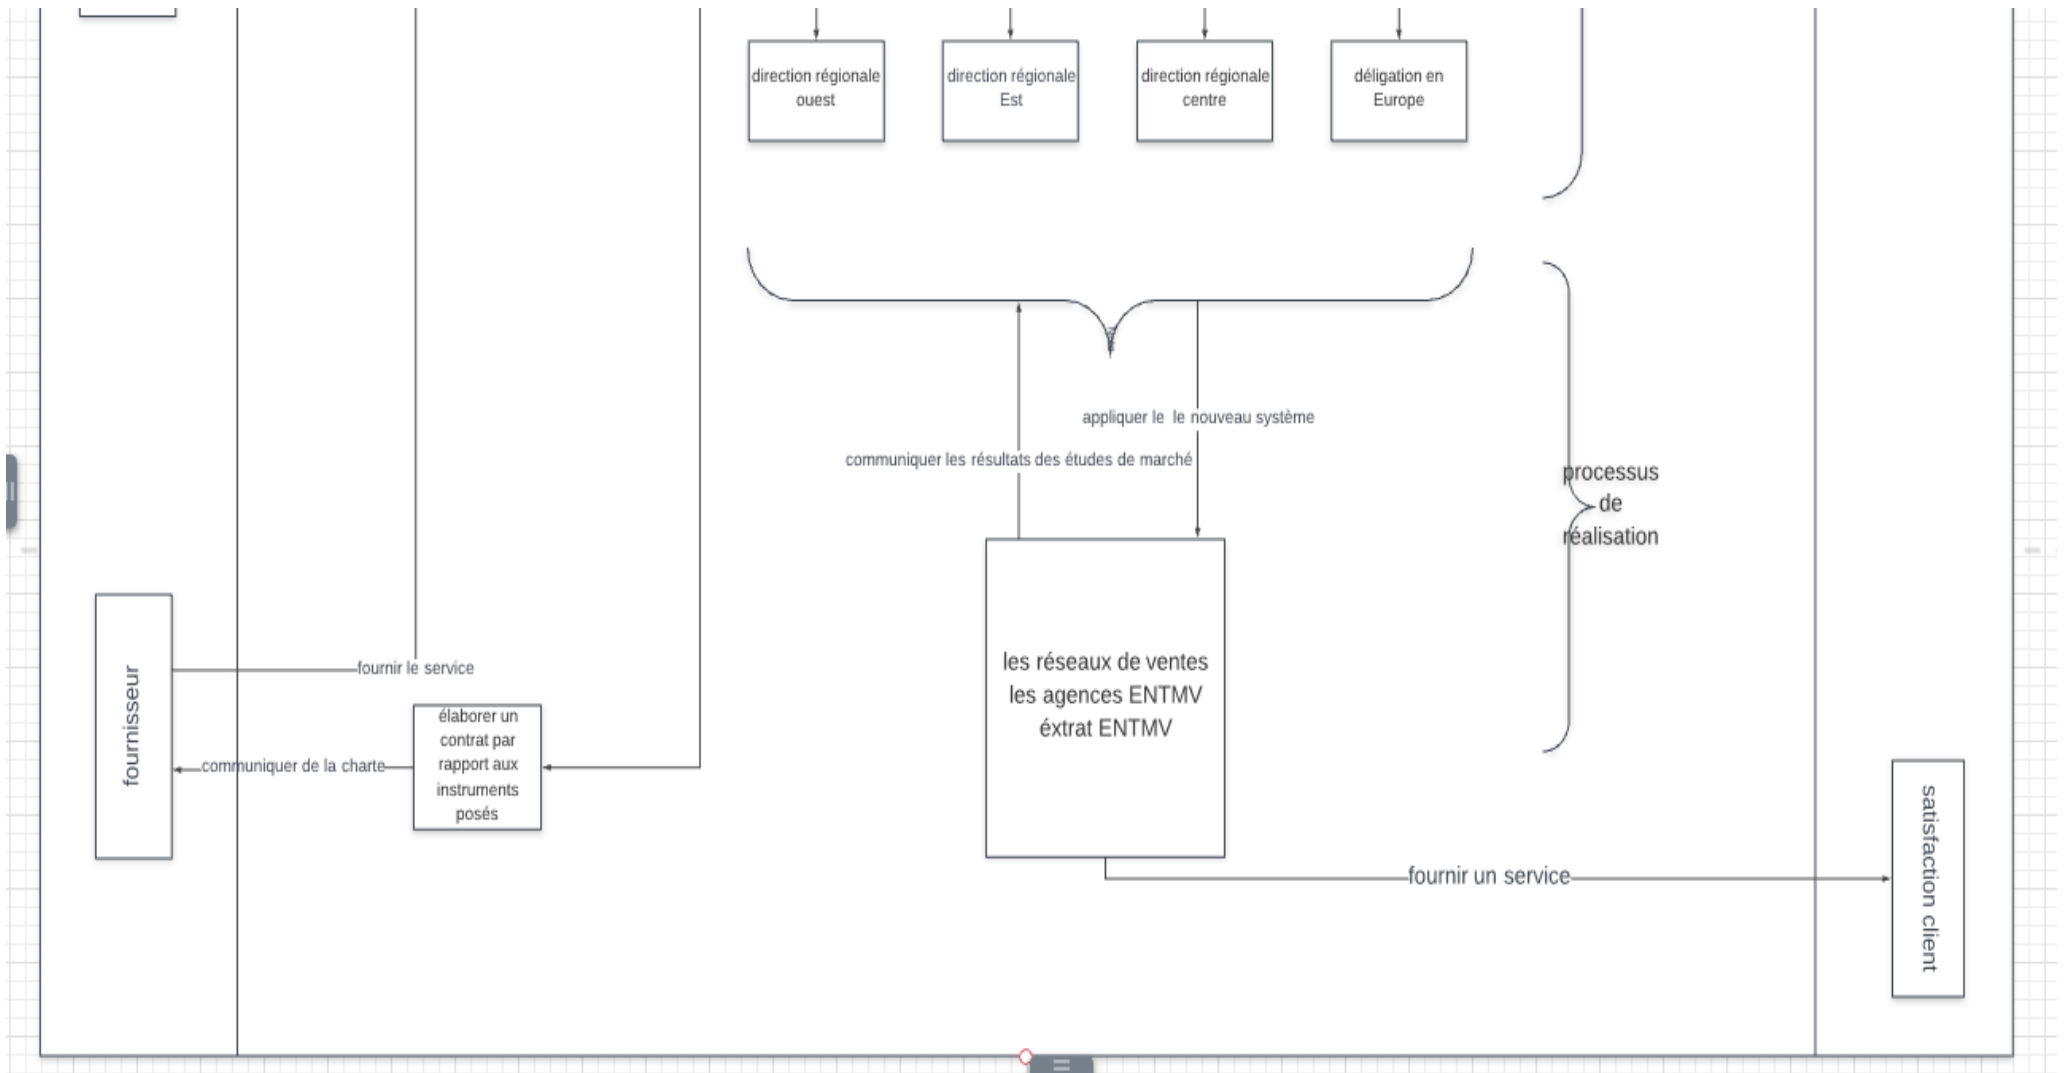 direction régionale
ouest
direction régionale
Est
direction régionale
centre
déligation en
Europe
appliquer le  le nouveau système
communiquer les résultats des études de marché
processus
de
réalisation
les réseaux de ventes
les agences ENTMV
éxtrat ENTMV
fournisseur
fournir le service
élaborer un
contrat par
rapport aux
instruments
posés
communiquer de la charte
fournir un service
satisfaction client